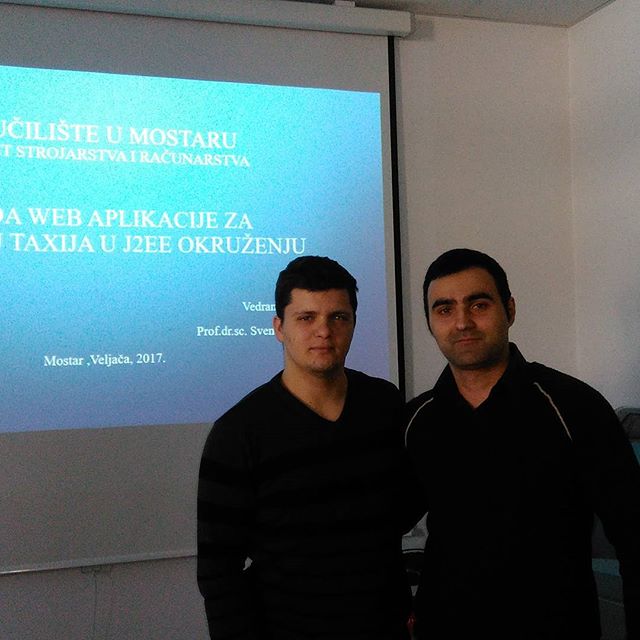 UČILIŠTE U MOSTARU
T STROJARSTVA I RAČUNARSTVA
DA WEB APLIKACIJE ZA
U TAXIJA U J2EE OKRUŽENJU
Vedran
Prof.dr.sc. Sven
Mostar ,Veljača, 2017.